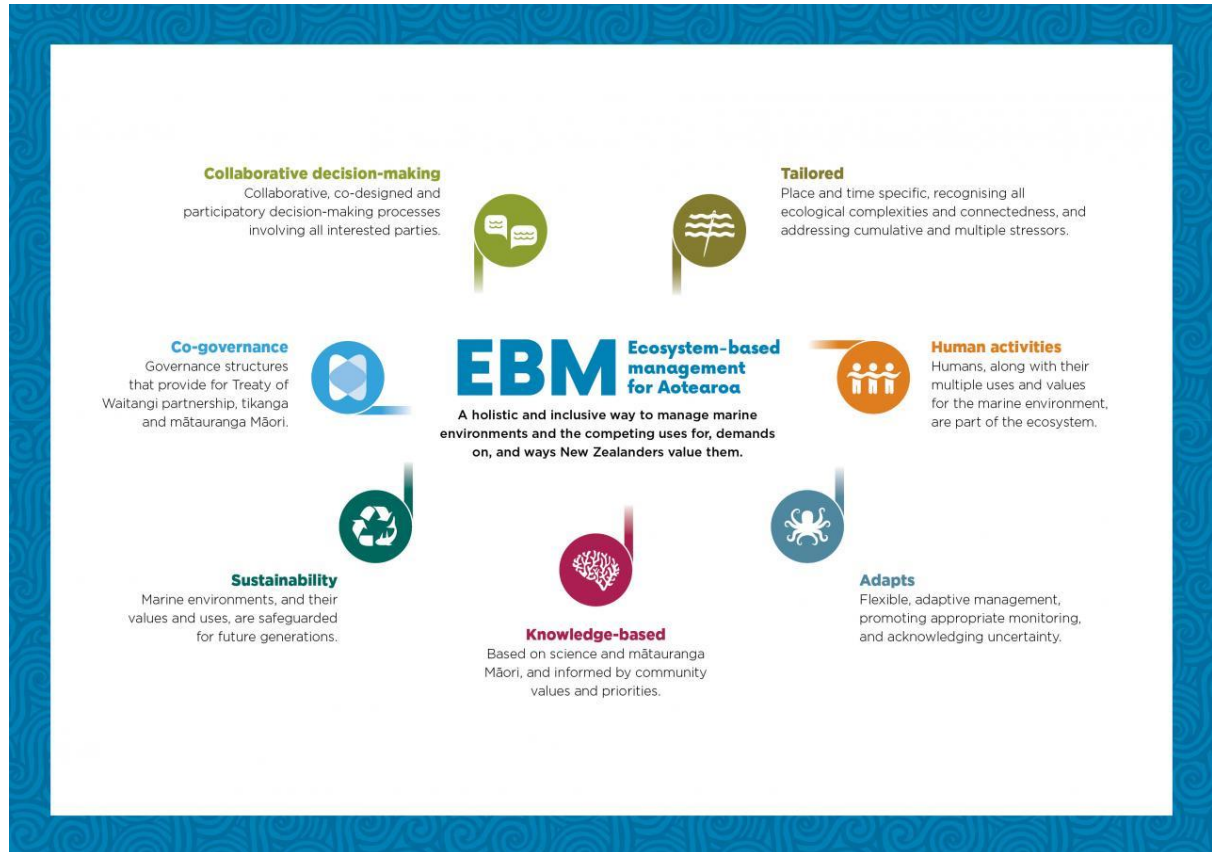 Collaborative decision-making
Collaborative, co-designed and
participatory decision-making processes
involving all interested parties.
Tailored
Place and time specific, recognising all
ecological complexities and connectedness, and
addressing cumulative and multiple stressors.
Co-governance
Governance structures
that provide for Treaty of
Waitangi partnership, tikanga
and mātauranga Māori.
EBM
Ecosystem-based
management
for Aotearoa
A holistic and inclusive way to manage marine
environments and the competing uses for, demands
on, and ways New Zealanders value them.
Human activities
Humans, along with their
multiple uses and values
for the marine environment,
are part of the ecosystem.
Sustainability
Marine environments, and their
values and uses, are safeguarded
for future generations.
Knowledge-based
Based on science and mātauranga
Māori, and informed by community
values and priorities.
Adapts
Flexible, adaptive management,
promoting appropriate monitoring,
and acknowledging uncertainty.